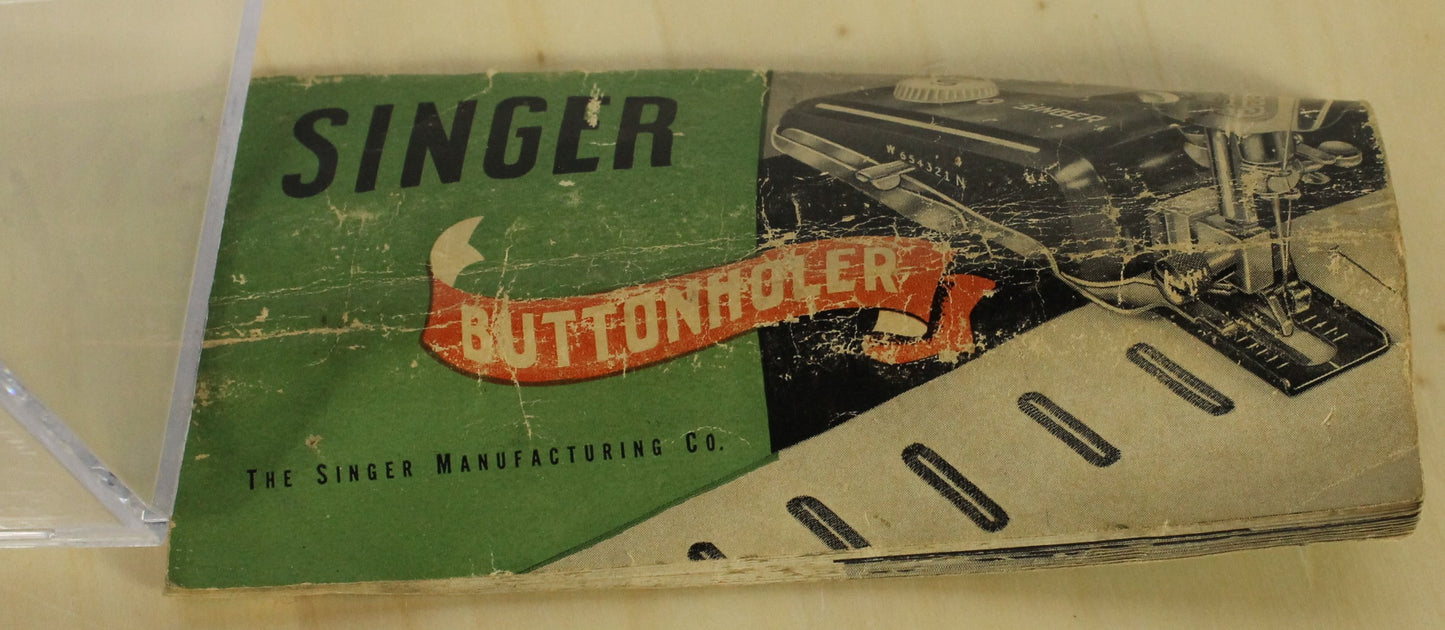 SINGER
BUTTONHOLER
THE SINGER MANUFACTURING CO.
SINGER
W 654321 N